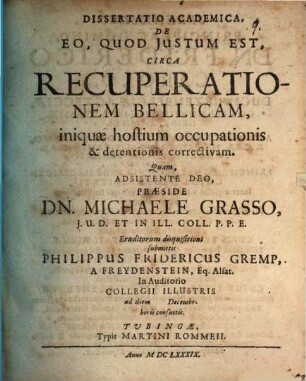 DISSERTATIO ACADEMICA,
DE
EO, QUOD JUSTUM EST,
CIRCA
RECUPERATIO-
NEM BELLICAM,
iniquæ hostium occupationis
& detentionis correctivam.
Quam,
ADSISTENTE DEO,
PRÆSIDE
DN. MICHAELE GRASSO,
J. U. D. ET IN ILL. COLL. P. P. E.
Eruditorum disquisitioni
submittit
PHILIPPUS FRIDERICUS GREMP,
A FREYDENSTEIN, Eq. Alsat.
In Auditorio
COLLEGII ILLUSTRIS
ad diem Decembr.
horis consuetis.
TUBINGÆ,
Typis MARTINI ROMMEII.
Anno M DC LXXXIX.